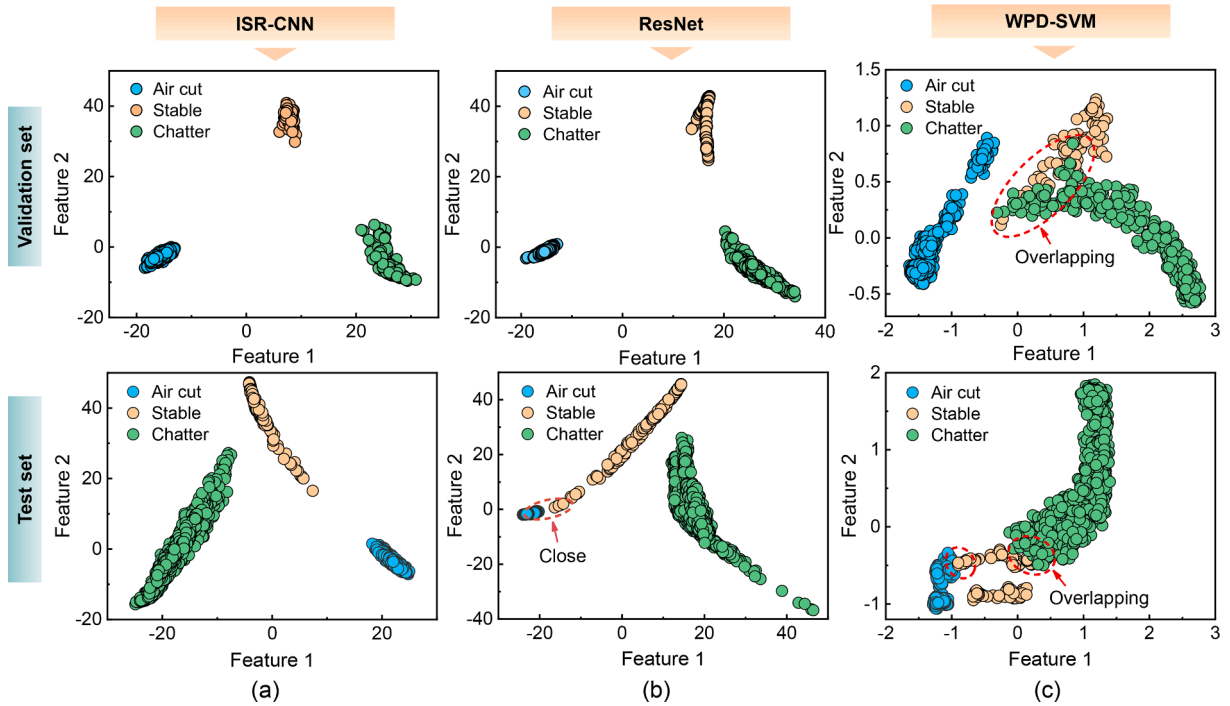 ISR-CNN
ResNet
WPD-SVM
Validation set
Feature 2
40
20
0
-20
Air cut
Stable
Chatter
-20
0
20
Feature 1
Feature 2
40
20
0
-20
Air cut
Stable
Chatter
-20
0
20
40
Feature 1
Feature 2
1.5
1.0
0.5
0.0
-0.5
Air cut
Stable
Chatter
Overlapping
-2
-1
0
1
2
3
Feature 1
Test set
Feature 2
40
20
0
-20
Air cut
Stable
Chatter
-20
0
20
Feature 1
(a)
Feature 2
40
20
0
-20
-40
Air cut
Stable
Chatter
Close
-20
0
20
40
Feature 1
(b)
Feature 2
2
1
0
-1
Air cut
Stable
Chatter
Overlapping
-2
-1
0
1
2
3
Feature 1
(c)